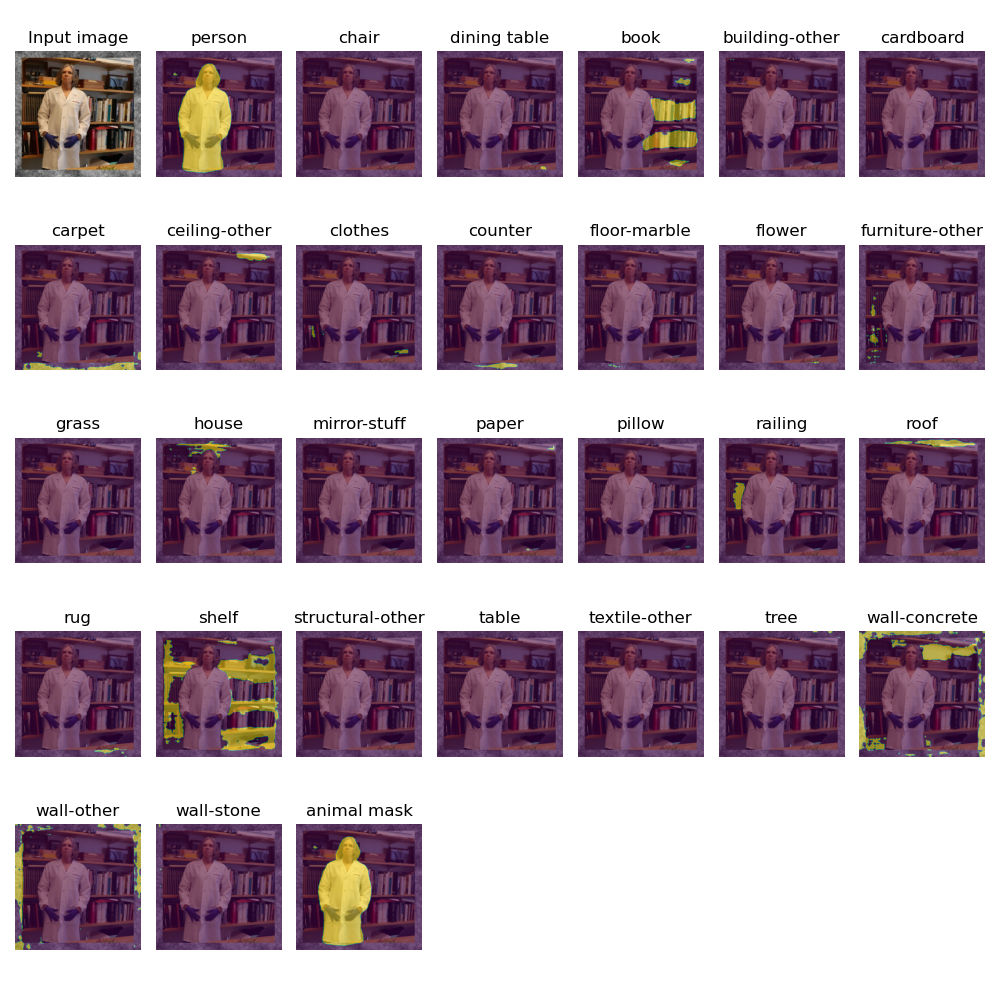 Input image person chair dining table book building-other cardboard
carpet ceiling-other clothes counter floor-marble flower furniture-other
grass house mirror-stuff paper pillow railing roof
rug shelf structural-other table textile-other tree wall-concrete
wall-other wall-stone animal mask